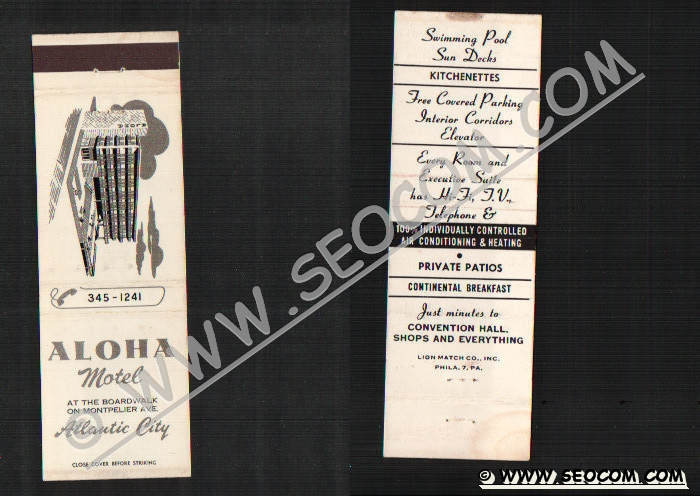 345-1241
ALOHA
Motel
AT THE BOARDWALK
ON MONTPELIER AVE.
Atlantic City
CLOSE COVER BEFORE STRIKING
Swimming Pool
Sun Decks
KITCHENETTES
Free Covered Parking
Interior Corridors
Elevator
Every Room and
Executive Suite
has Hi-Fi, T.V.,
Telephone &
100% INDIVIDUALLY CONTROLLED
AIR CONDITIONING & HEATING
PRIVATE PATIOS
CONTINENTAL BREAKFAST
Just minutes to
CONVENTION HALL,
SHOPS AND EVERYTHING
LION MATCH CO., INC.
PHILA. 7, PA.
© WWW.SEOCOM.COM
© WWW.SEOCOM.COM